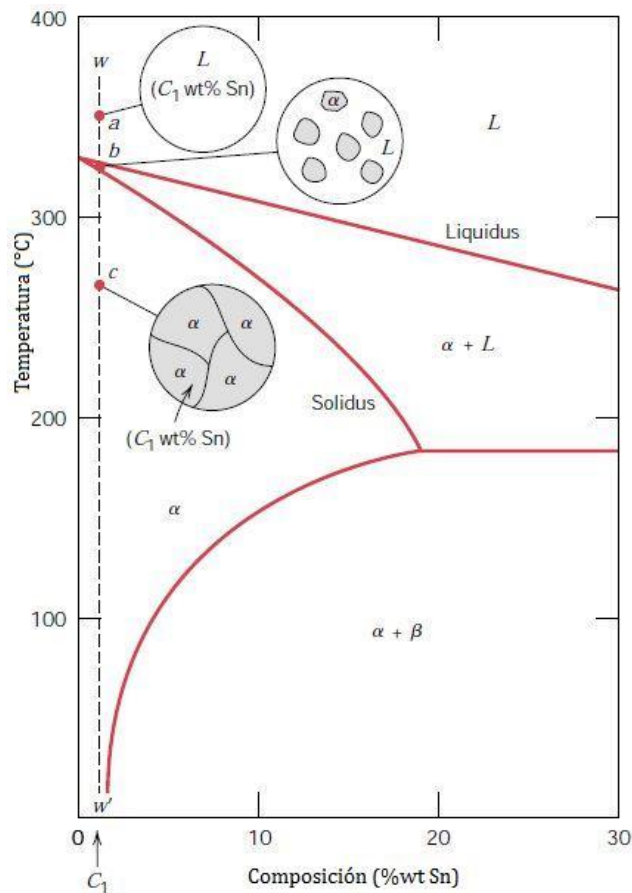 400
w
L
(C₁ wt% Sn)
a
α
L
L
b
300
Liquidus
c
α
α
α + L
α
α
Solidus
(C₁ wt% Sn)
Temperatura (°C)
200
α
100
α + β
w'
0
10
20
30
C₁
Composición (%wt Sn)